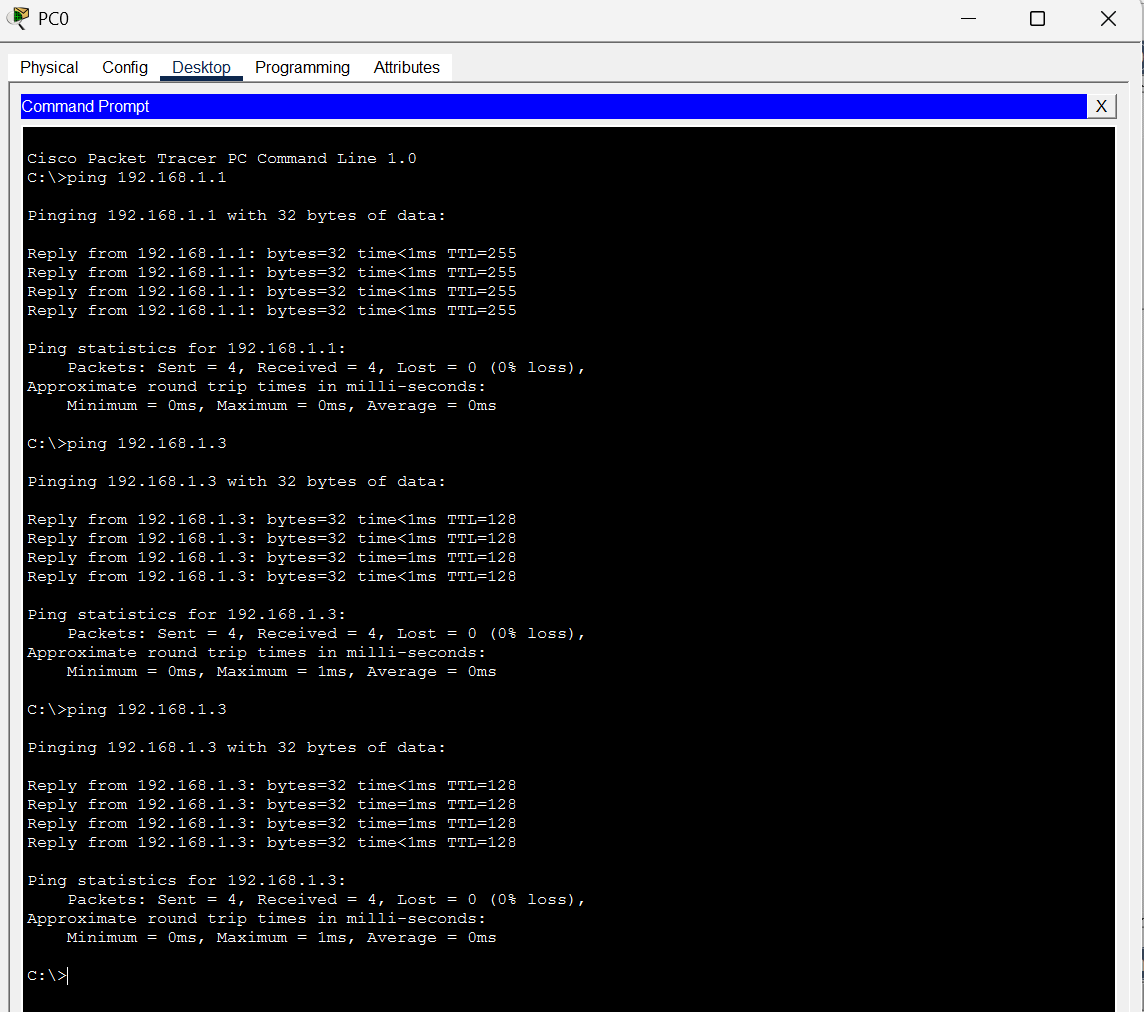 PC0
Physical Config Desktop Programming Attributes
Command Prompt X
Cisco Packet Tracer PC Command Line 1.0
C:\>ping 192.168.1.1
Pinging 192.168.1.1 with 32 bytes of data:
Reply from 192.168.1.1: bytes=32 time<1ms TTL=255
Reply from 192.168.1.1: bytes=32 time<1ms TTL=255
Reply from 192.168.1.1: bytes=32 time<1ms TTL=255
Reply from 192.168.1.1: bytes=32 time<1ms TTL=255
Ping statistics for 192.168.1.1:
Packets: Sent = 4, Received = 4, Lost = 0 (0% loss),
Approximate round trip times in milli-seconds:
Minimum = 0ms, Maximum = 0ms, Average = 0ms
C:\>ping 192.168.1.3
Pinging 192.168.1.3 with 32 bytes of data:
Reply from 192.168.1.3: bytes=32 time<1ms TTL=128
Reply from 192.168.1.3: bytes=32 time<1ms TTL=128
Reply from 192.168.1.3: bytes=32 time=1ms TTL=128
Reply from 192.168.1.3: bytes=32 time<1ms TTL=128
Ping statistics for 192.168.1.3:
Packets: Sent = 4, Received = 4, Lost = 0 (0% loss),
Approximate round trip times in milli-seconds:
Minimum = 0ms, Maximum = 1ms, Average = 0ms
C:\>ping 192.168.1.3
Pinging 192.168.1.3 with 32 bytes of data:
Reply from 192.168.1.3: bytes=32 time<1ms TTL=128
Reply from 192.168.1.3: bytes=32 time=1ms TTL=128
Reply from 192.168.1.3: bytes=32 time=1ms TTL=128
Reply from 192.168.1.3: bytes=32 time<1ms TTL=128
Ping statistics for 192.168.1.3:
Packets: Sent = 4, Received = 4, Lost = 0 (0% loss),
Approximate round trip times in milli-seconds:
Minimum = 0ms, Maximum = 1ms, Average = 0ms
C:\>